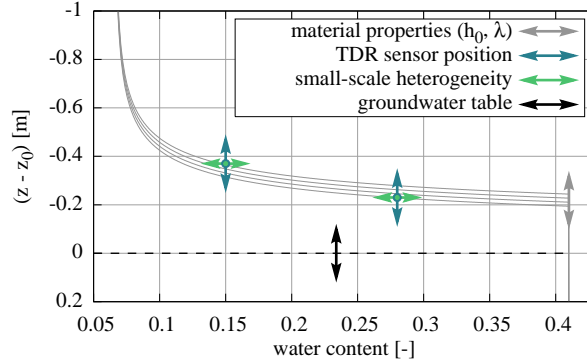 -1
-0.8
-0.6
-0.4
-0.2
0
0.2
(z - z₀) [m]
material properties (h₀, λ)
TDR sensor position
small-scale heterogeneity
groundwater table
0.05 0.1 0.15 0.2 0.25 0.3 0.35 0.4
water content [-]